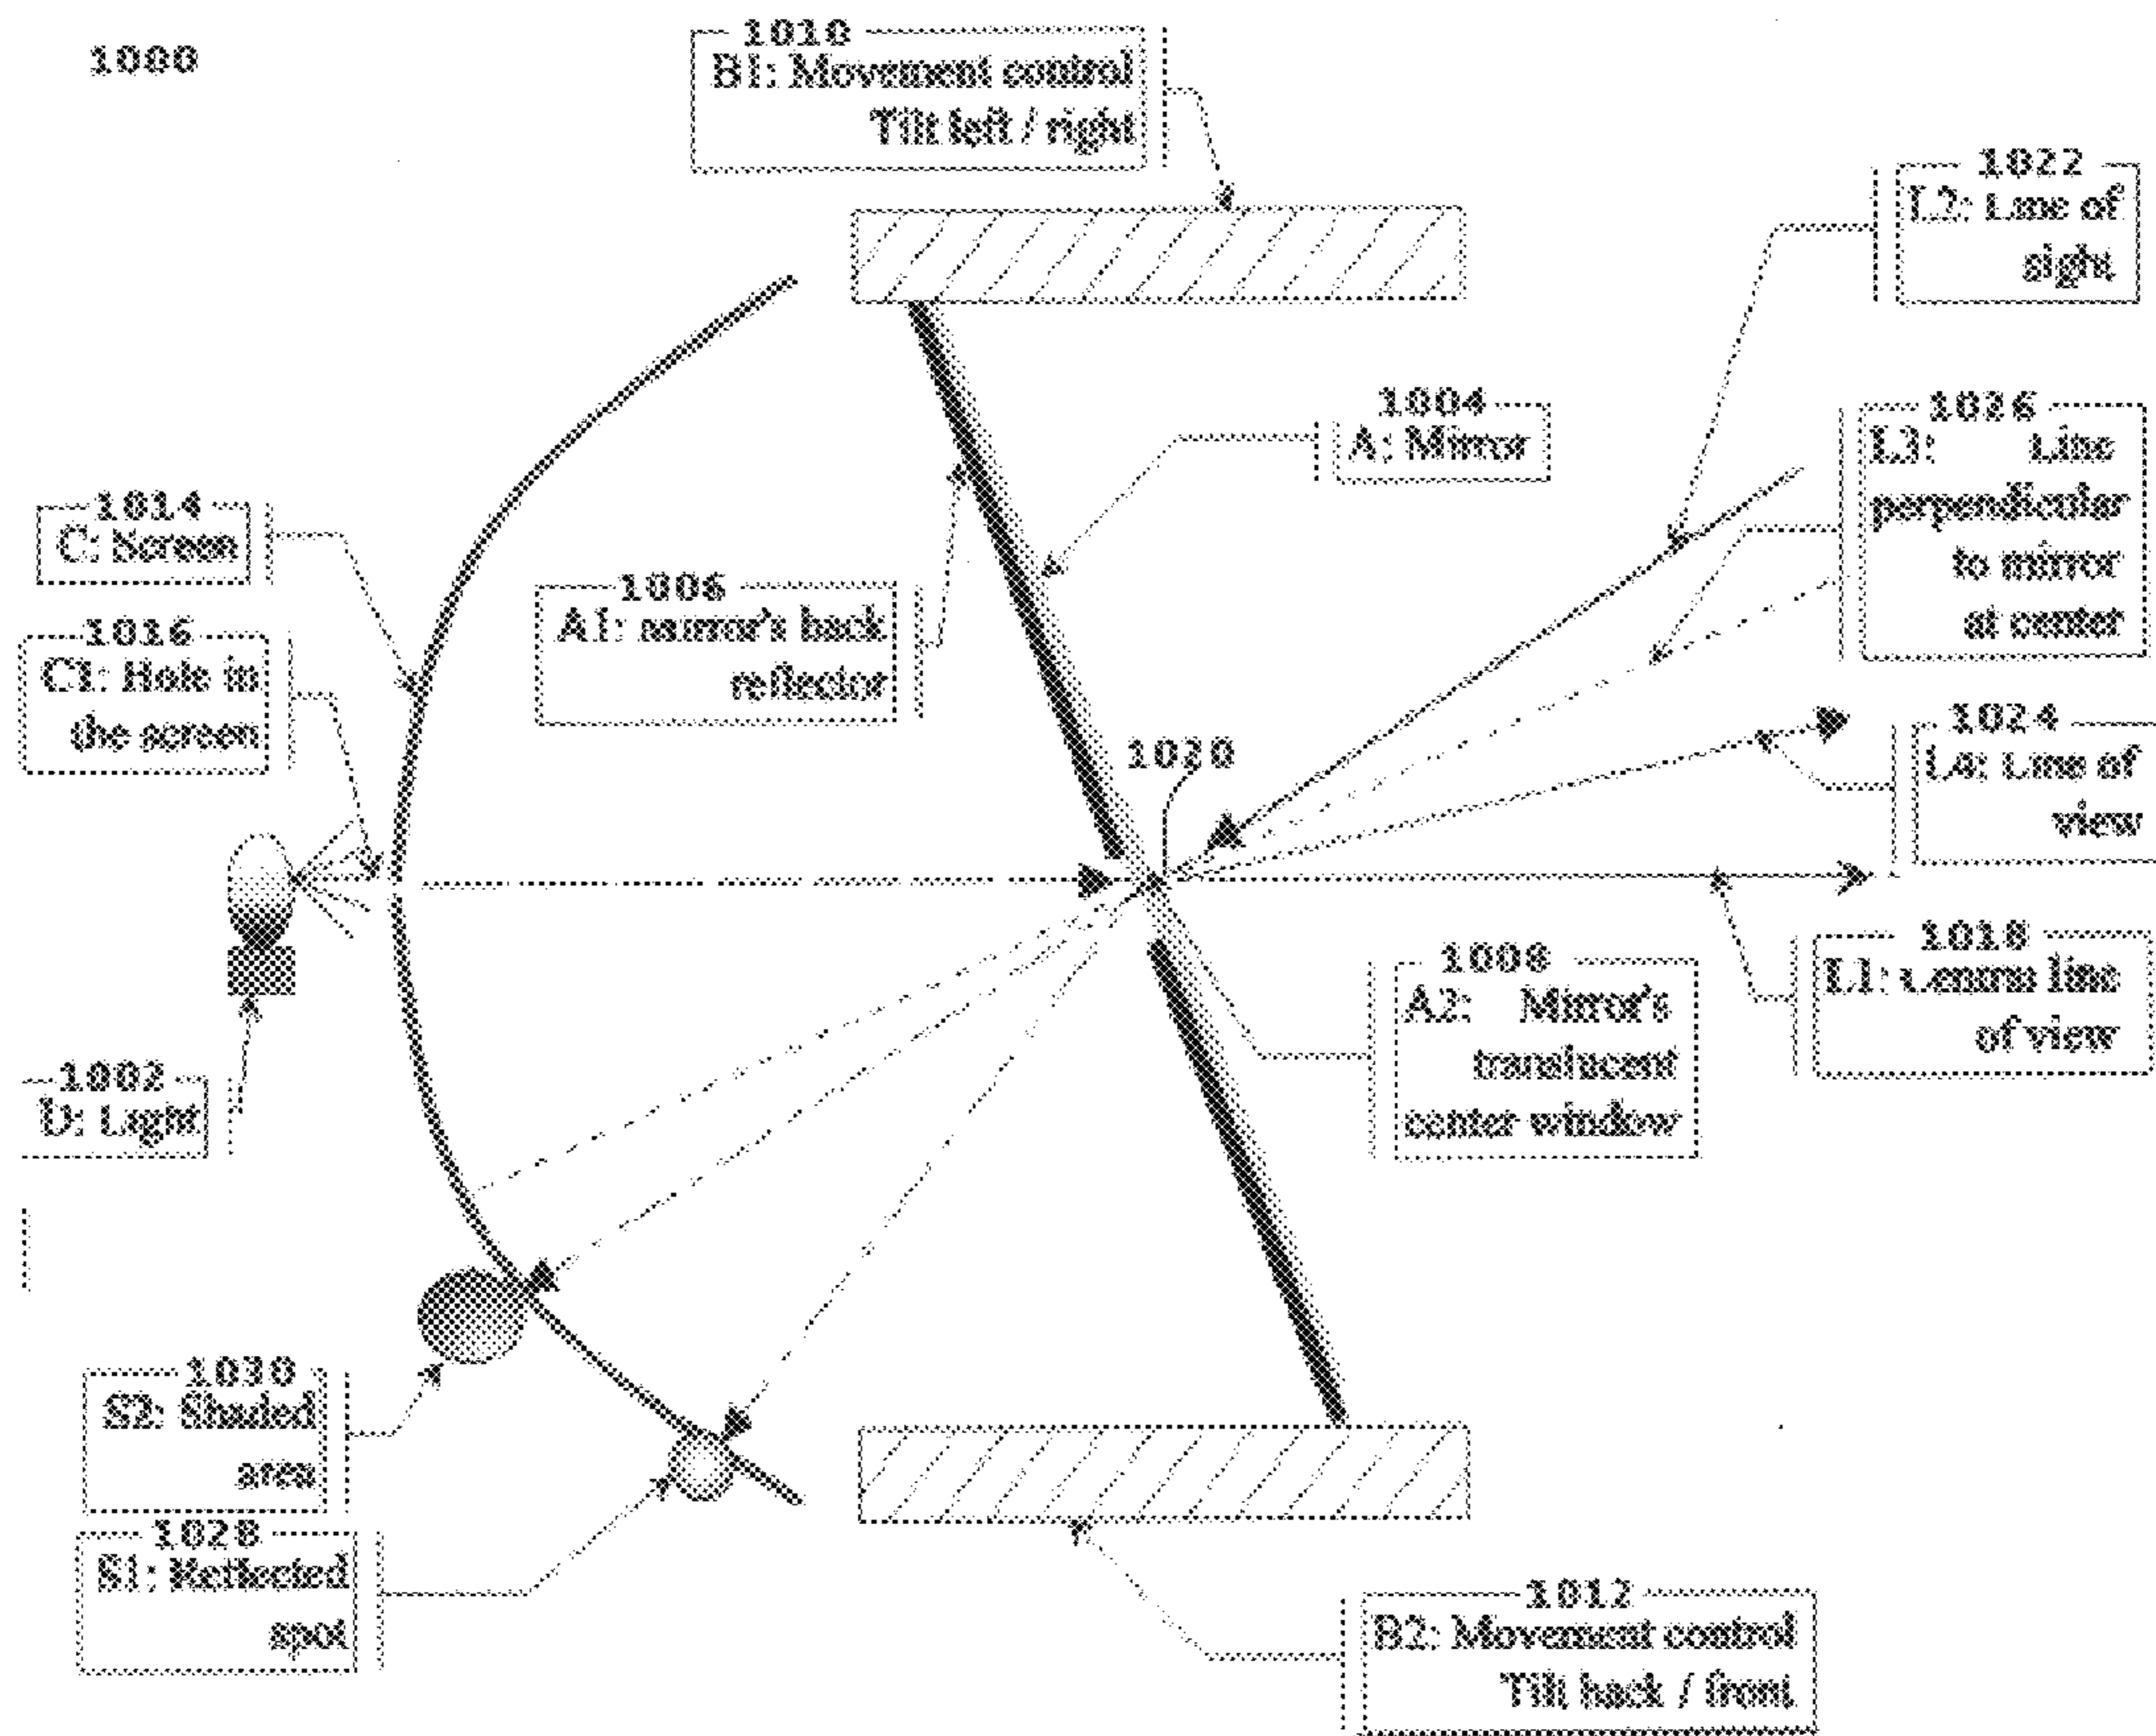 1000
1010
B1: Movement control
Tilt left / right
1022
L2: Line of
sight
1004
A: Mirror
1026
L3: Line
perpendicular
to mirror
at center
1014
C: Screen
1006
A1: mirror's back
reflector
1016
C1: Hole in
the screen
1024
L4: Line of
view
1020
1018
L1: Central line
of view
1008
A2: Mirror's
translucent
center window
1002
D: Light
1030
S2: Shaded
area
1028
S1: Reflected
spot
1012
B2: Movement control
Tilt back / front